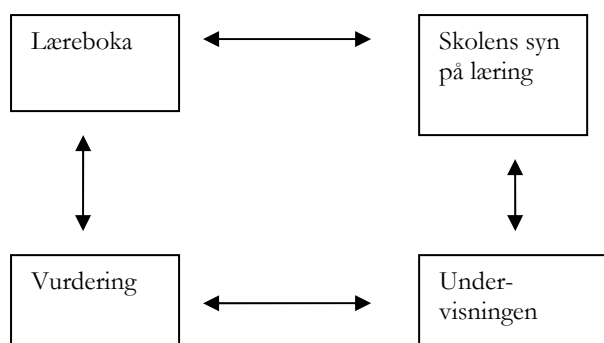 Læreboka
Skolens syn
på læring
Vurdering
Under-
visningen